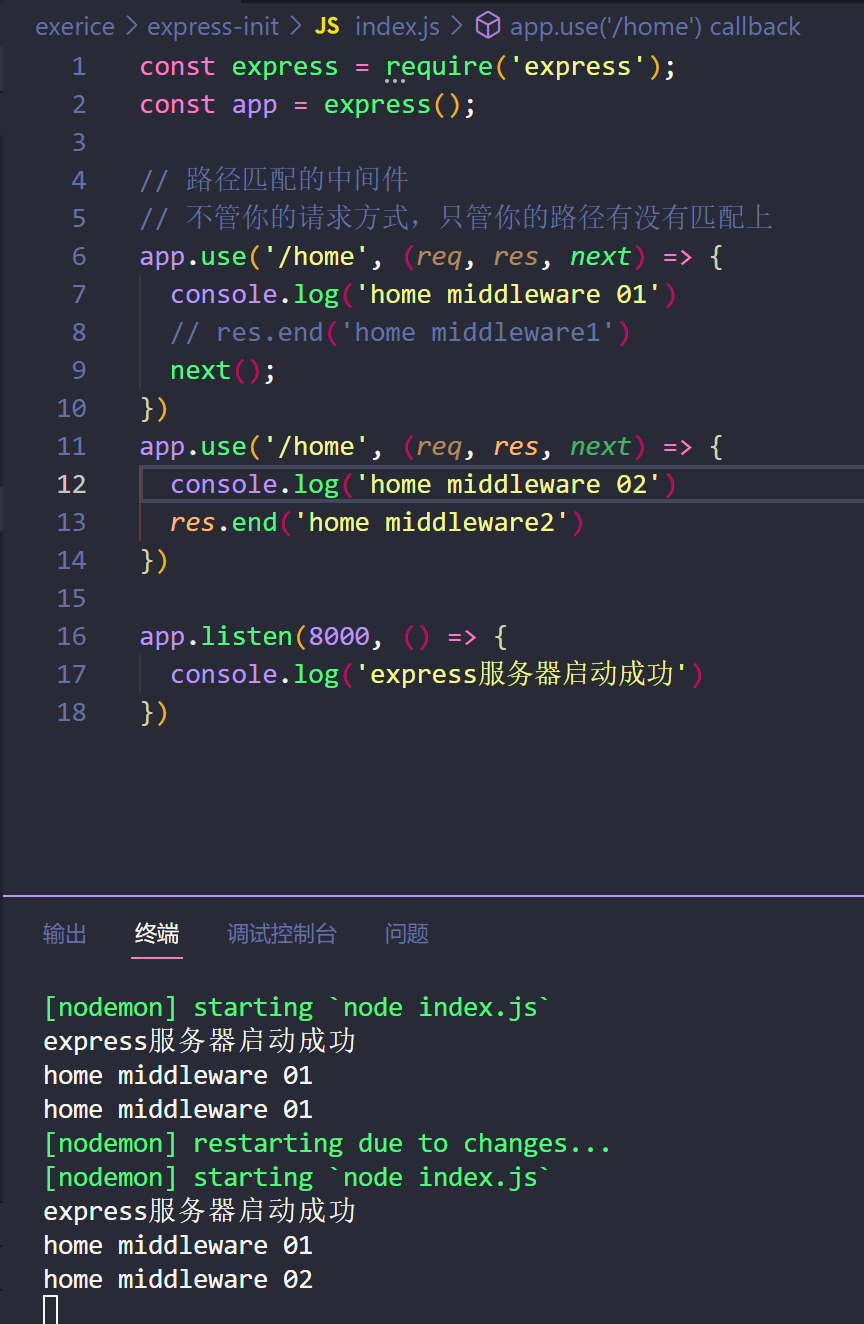 exerice > express-init > JS index.js > app.use('/home') callback
1 const express = require('express');
2 const app = express();
3
4 // 路径匹配的中间件
5 // 不管你的请求方式，只管你的路径有没有匹配上
6 app.use('/home', (req, res, next) => {
7 console.log('home middleware 01')
8 // res.end('home middleware1')
9 next();
10 })
11 app.use('/home', (req, res, next) => {
12 console.log('home middleware 02')
13 res.end('home middleware2')
14 })
15
16 app.listen(8000, () => {
17 console.log('express服务器启动成功')
18 })
输出 终端 调试控制台 问题
[nodemon] starting `node index.js`
express服务器启动成功
home middleware 01
home middleware 01
[nodemon] restarting due to changes...
[nodemon] starting `node index.js`
express服务器启动成功
home middleware 01
home middleware 02